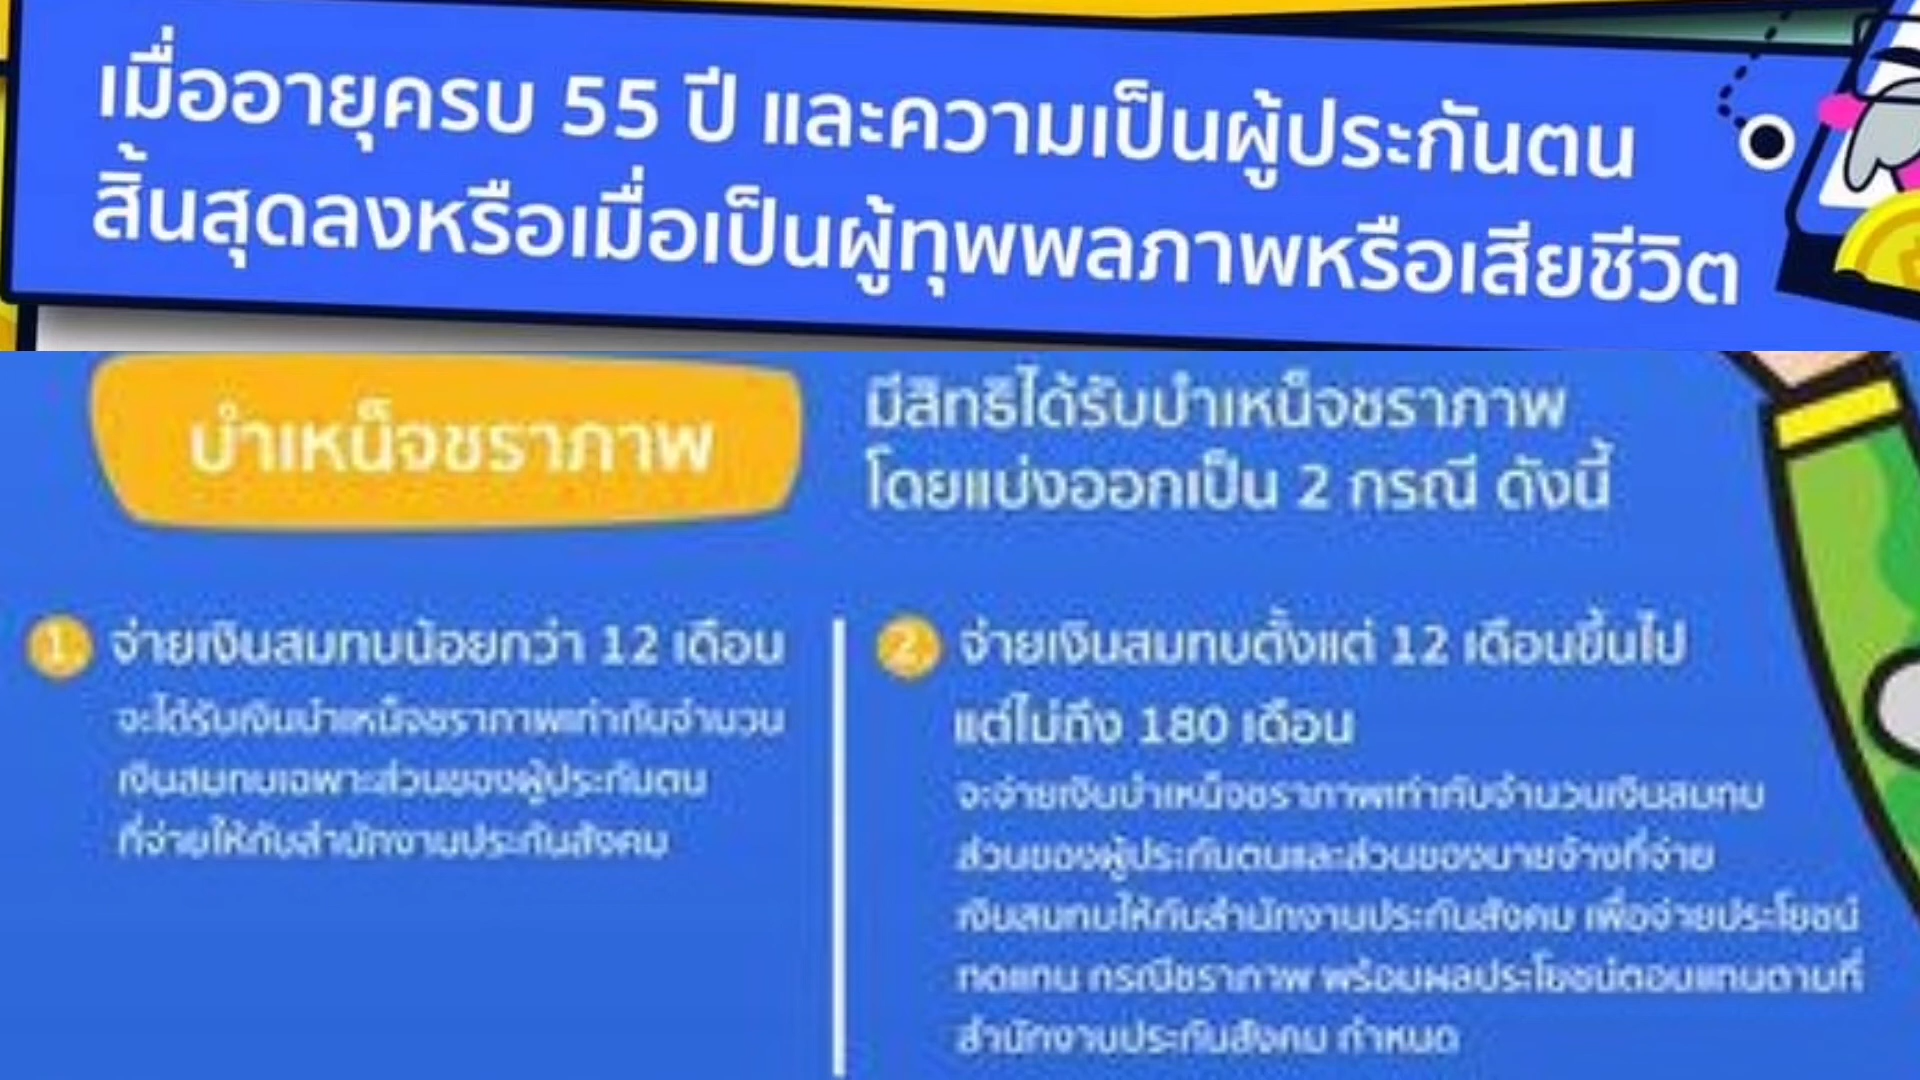 เมื่ออายุครบ 55 ปี และความเป็นผู้ประกันตน
สิ้นสุดลงหรือเมื่อเป็นผู้ทุพพลภาพหรือเสียชีวิต
บำเหน็จชราภาพ
มีสิทธิได้รับบำเหน็จชราภาพ
โดยแบ่งออกเป็น 2 กรณี ดังนี้
1. จ่ายเงินสมทบน้อยกว่า 12 เดือน
จะได้รับเงินบำเหน็จชราภาพเท่ากับจำนวน
เงินสมทบเฉพาะส่วนของผู้ประกันตน
ที่จ่ายให้กับสำนักงานประกันสังคม
2. จ่ายเงินสมทบตั้งแต่ 12 เดือนขึ้นไป
แต่ไม่ถึง 180 เดือน
จะจ่ายเงินบำเหน็จชราภาพเท่ากับจำนวนเงินสมทบ
ส่วนของผู้ประกันตนและส่วนของนายจ้างที่จ่าย
เงินสมทบให้กับสำนักงานประกันสังคม เพื่อจ่ายประโยชน์
ทดแทน กรณีชราภาพ พร้อมผลประโยชน์ตอบแทนตามที่
สำนักงานประกันสังคม กำหนด